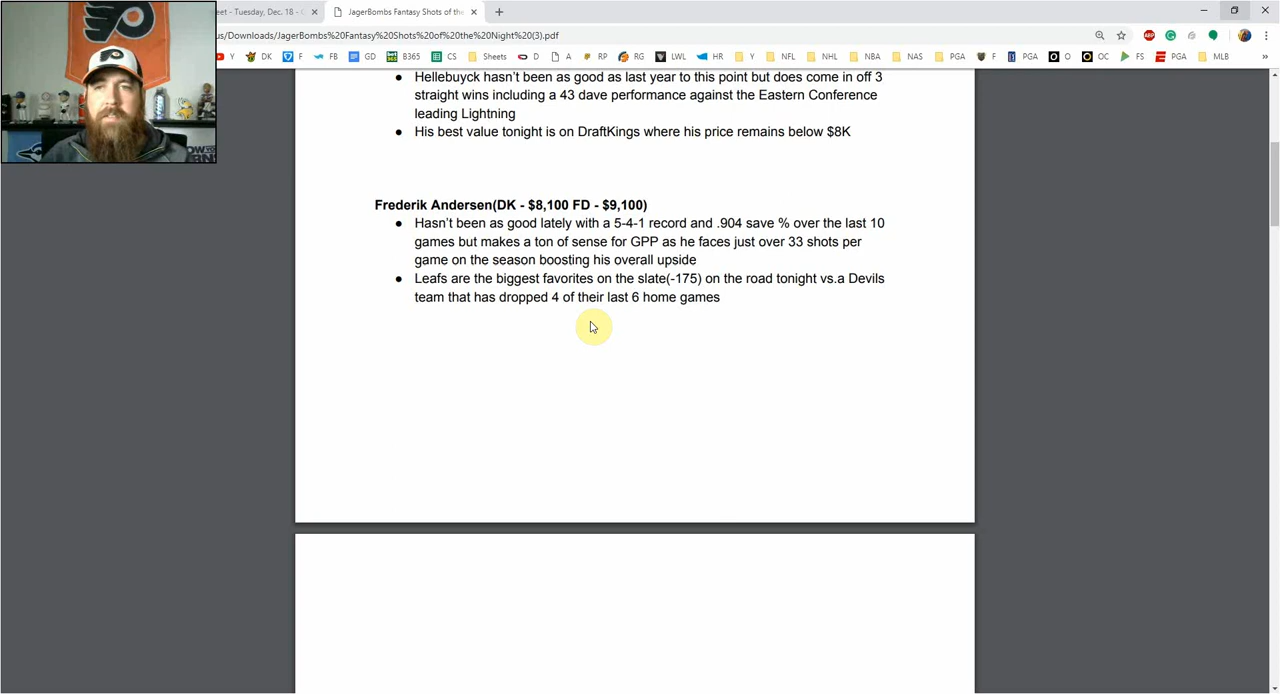 eet - Tuesday, Dec. 18 -
JagerBombs Fantasy Shots of the
us/Downloads/JagerBombs%20Fantasy%20Shots%20of%20the%20Night%20(3).pdf
Y DK F FB GD B365 CS Sheets D A RP RG LWL HR Y NFL NHL NBA NAS PGA F PGA O OC FS PGA MLB »
Hellebuyck hasn't been as good as last year to this point but does come in off 3
straight wins including a 43 dave performance against the Eastern Conference
leading Lightning
● His best value tonight is on DraftKings where his price remains below $8K
Frederik Andersen(DK - $8,100 FD - $9,100)
● Hasn't been as good lately with a 5-4-1 record and .904 save % over the last 10
games but makes a ton of sense for GPP as he faces just over 33 shots per
game on the season boosting his overall upside
● Leafs are the biggest favorites on the slate(-175) on the road tonight vs.a Devils
team that has dropped 4 of their last 6 home games